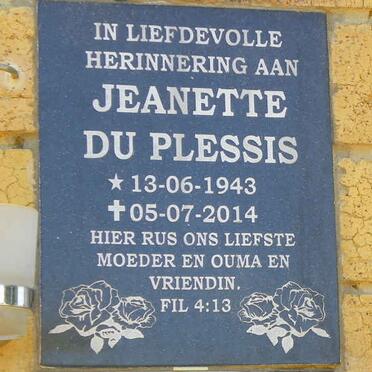 IN LIEFDEVOLLE
HERINNERING AAN
JEANETTE
DU PLESSIS
★ 13-06-1943
✝ 05-07-2014
HIER RUS ONS LIEFSTE
MOEDER EN OUMA EN
VRIENDIN.
FIL 4:13